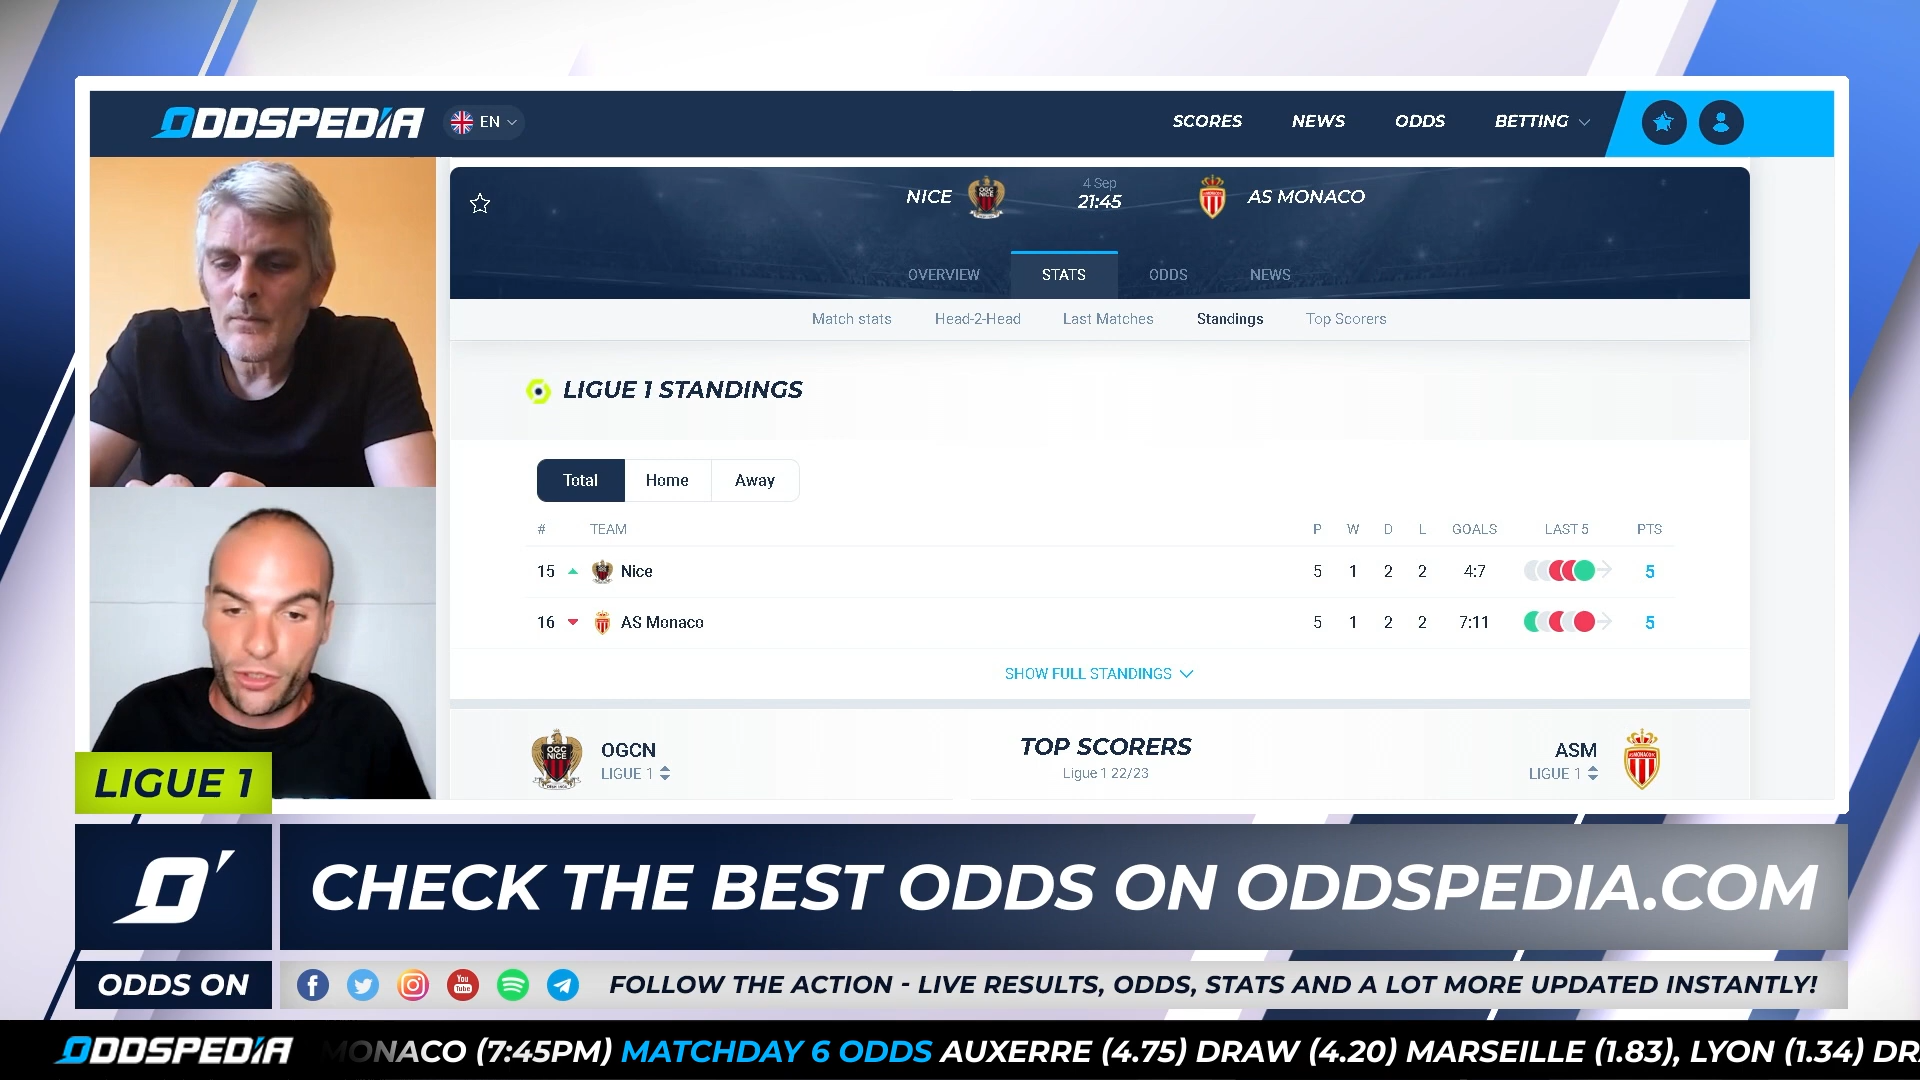 ODDSPEDIA EN SCORES NEWS ODDS BETTING
NICE 4 Sep AS MONACO
21:45
OVERVIEW STATS ODDS NEWS
Match stats Head-2-Head Last Matches Standings Top Scorers
LIGUE 1 STANDINGS
Total Home Away
# TEAM P W D L GOALS LAST 5 PTS
15 Nice 5 1 2 2 4:7 5
16 AS Monaco 5 1 2 2 7:11 5
SHOW FULL STANDINGS
OGC NICE OGCN TOP SCORERS ASM
LIGUE 1 Ligue 1 22/23 LIGUE 1
LIGUE 1
CHECK THE BEST ODDS ON ODDSPEDIA.COM
ODDS ON FOLLOW THE ACTION - LIVE RESULTS, ODDS, STATS AND A LOT MORE UPDATED INSTANTLY!
ODDSPEDIA MONACO (7:45PM) MATCHDAY 6 ODDS AUXERRE (4.75) DRAW (4.20) MARSEILLE (1.83), LYON (1.34) DRA